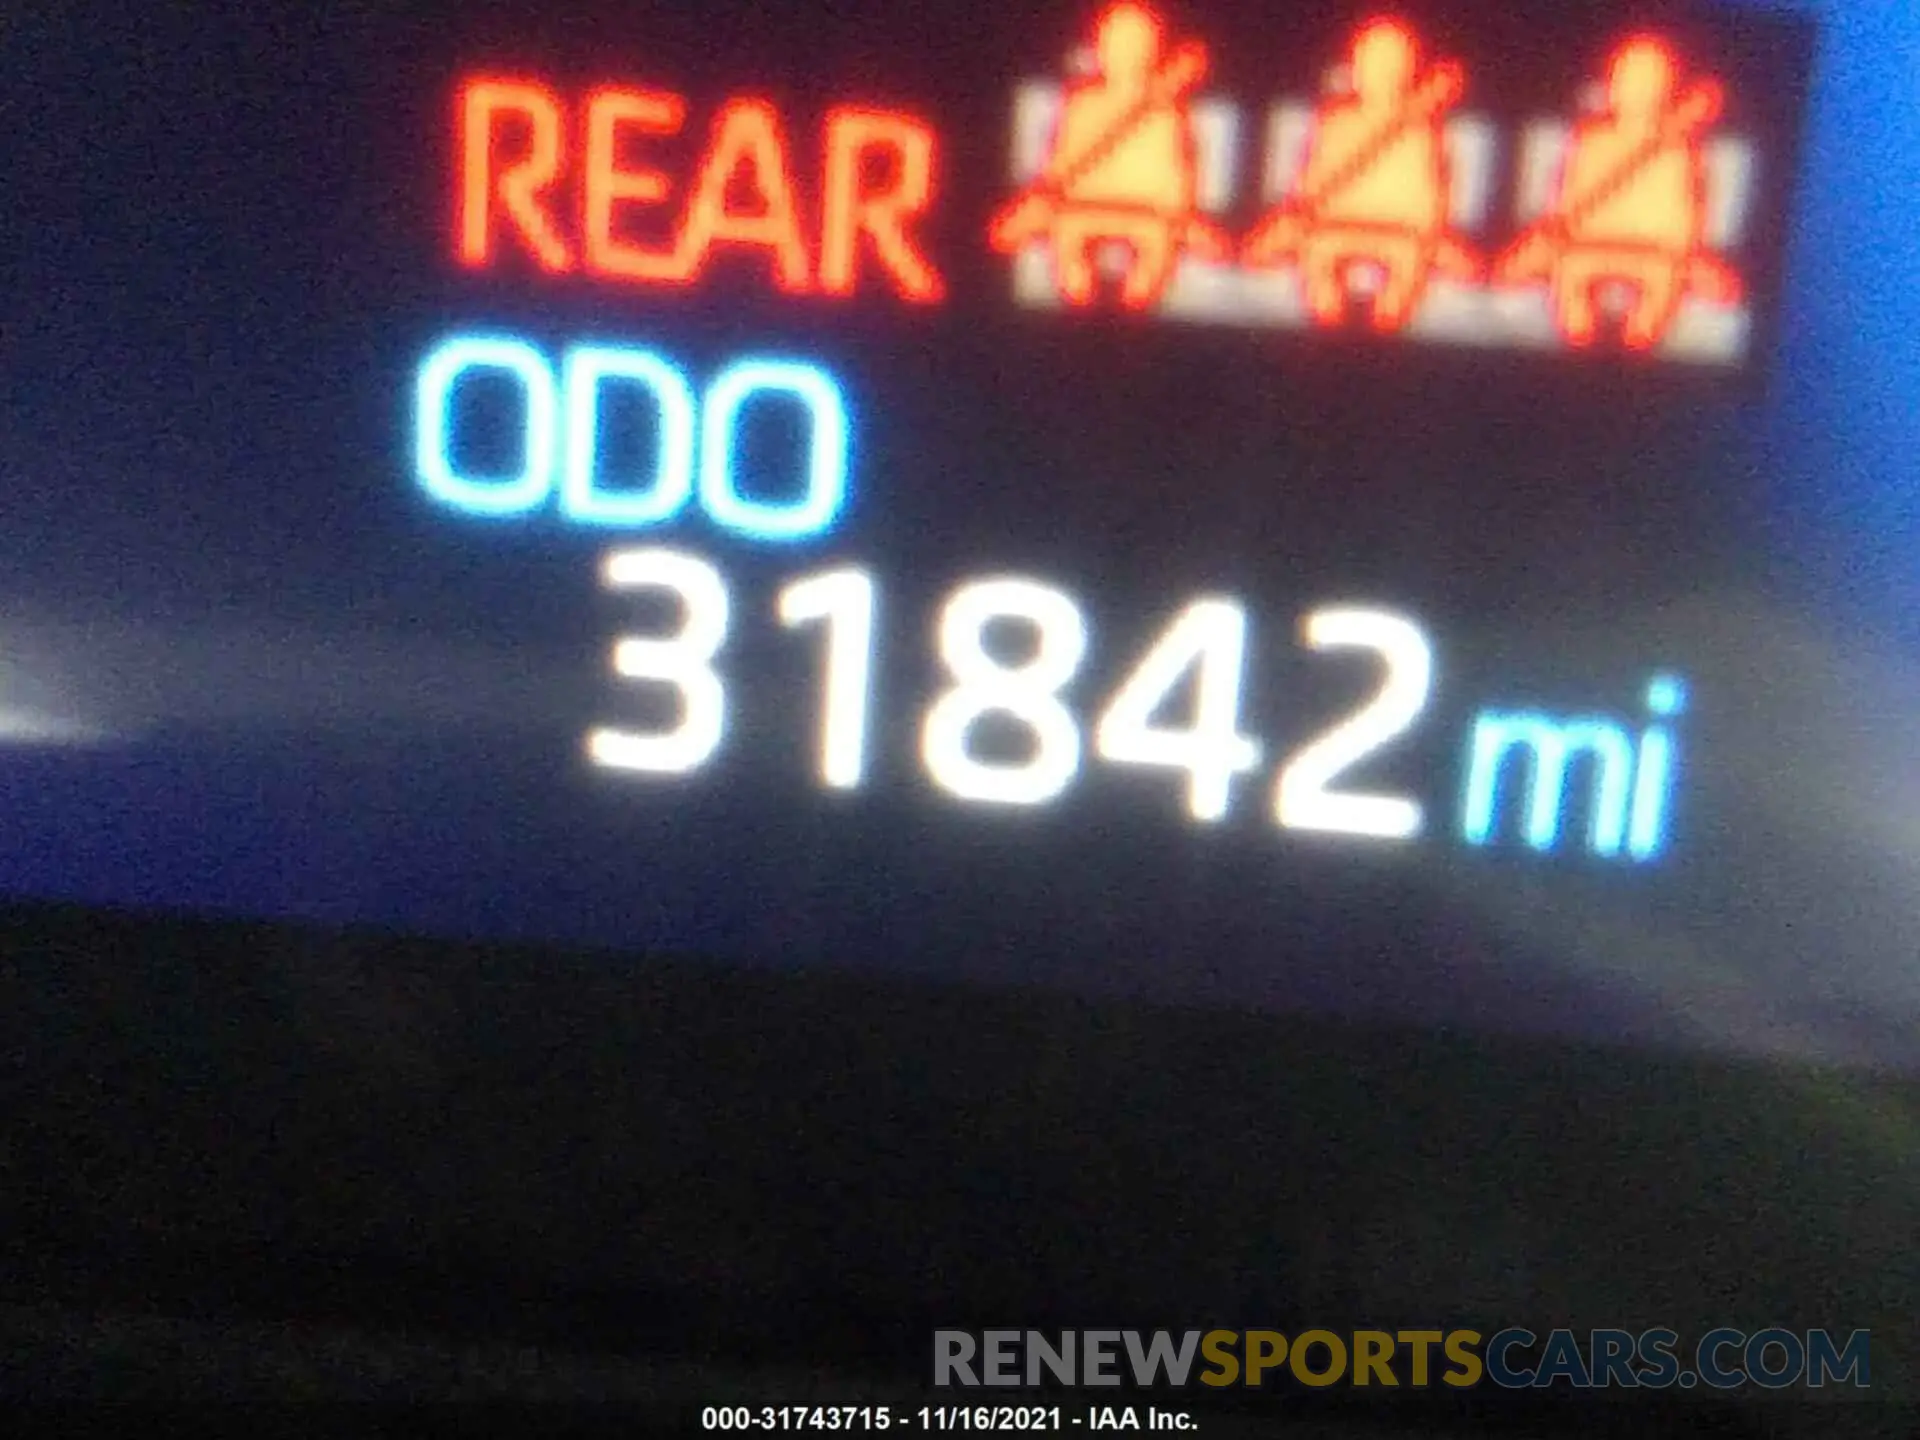 REAR
ODO
31842 mi
RENEWSPORTSCARS.COM
000-31743715 - 11/16/2021 - IAA Inc.